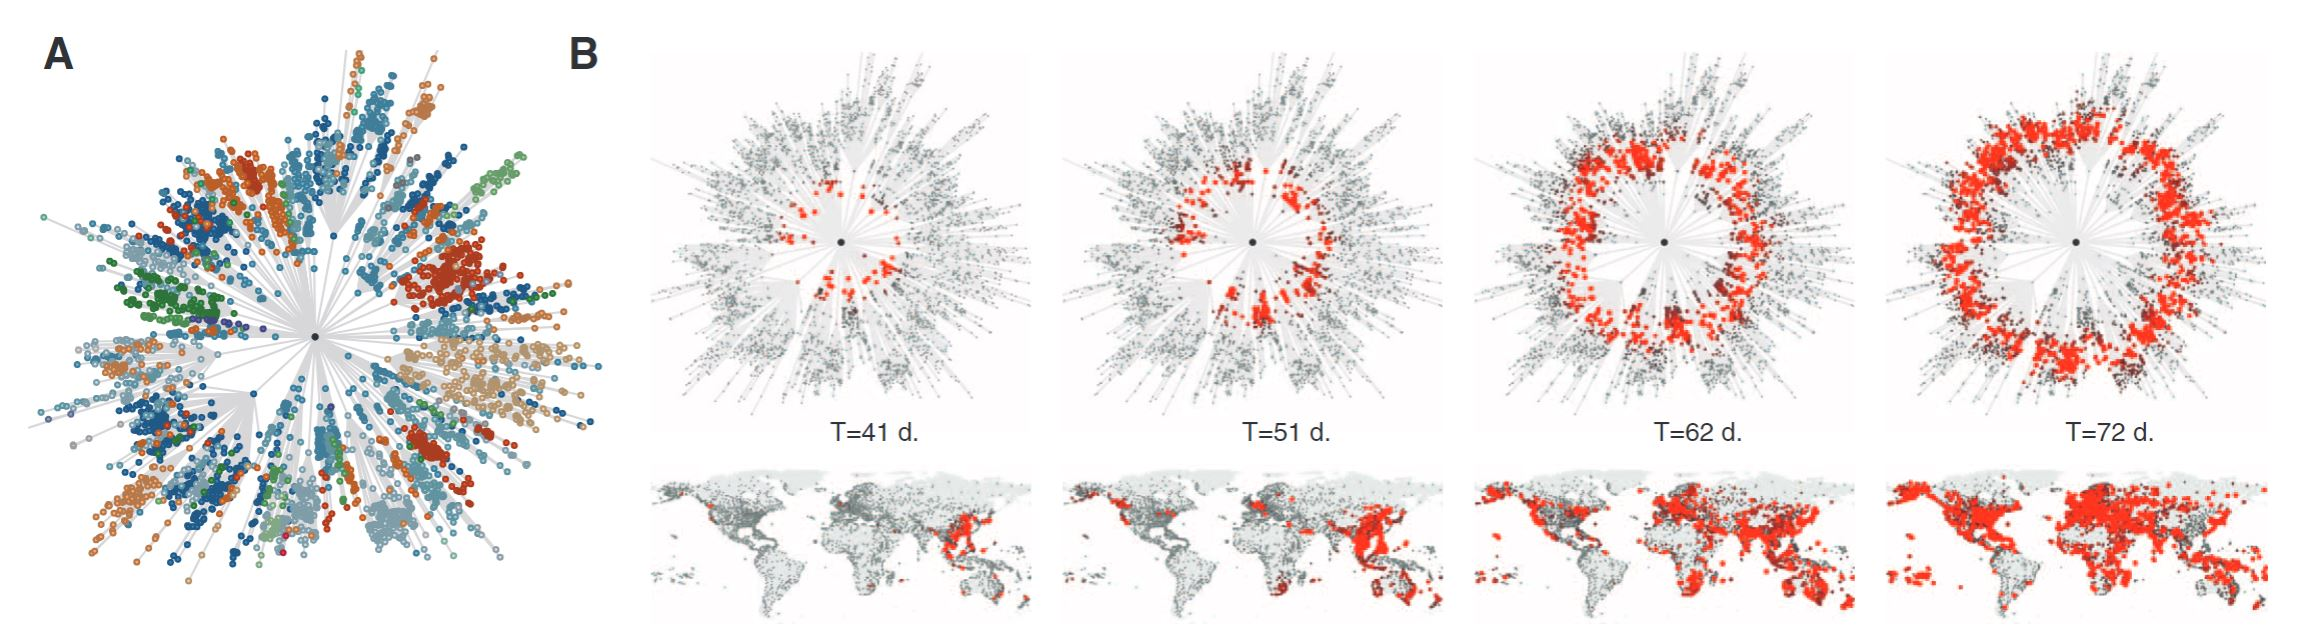 A
B
T=41 d.
T=51 d.
T=62 d.
T=72 d.